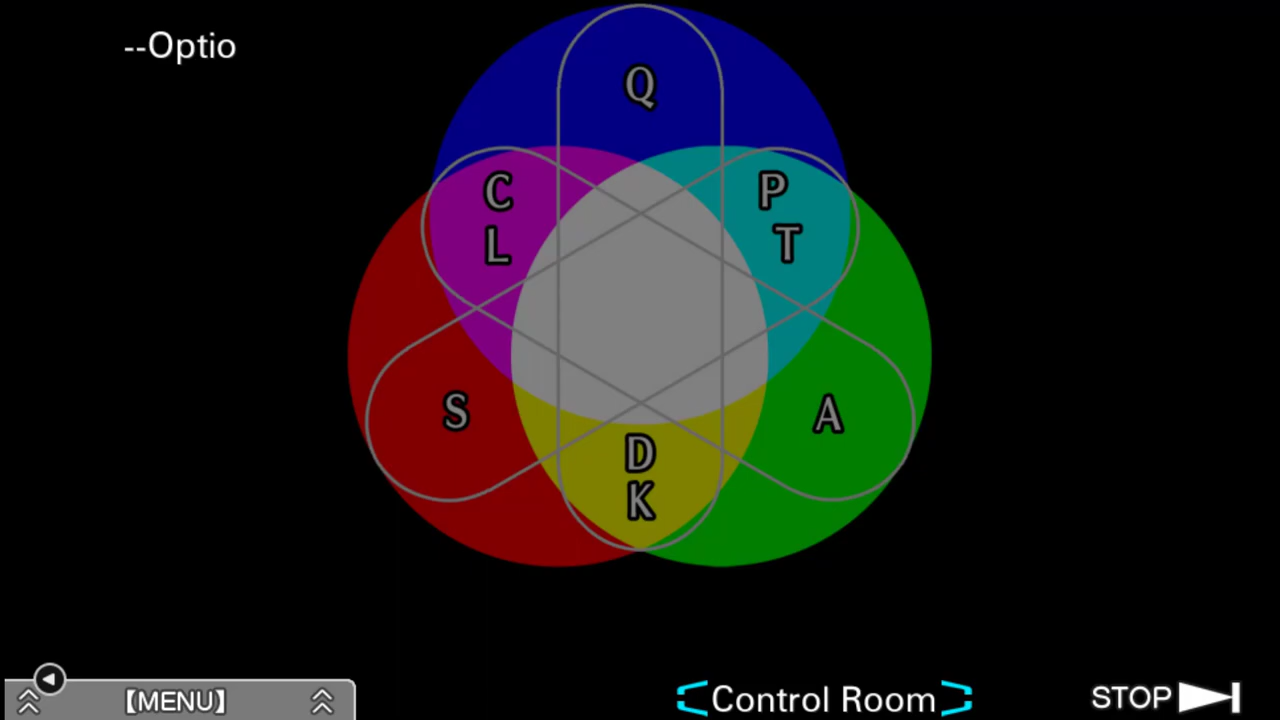 --Optio
Q
C
P
L
T
S
A
D
K
【MENU】
Control Room
STOP